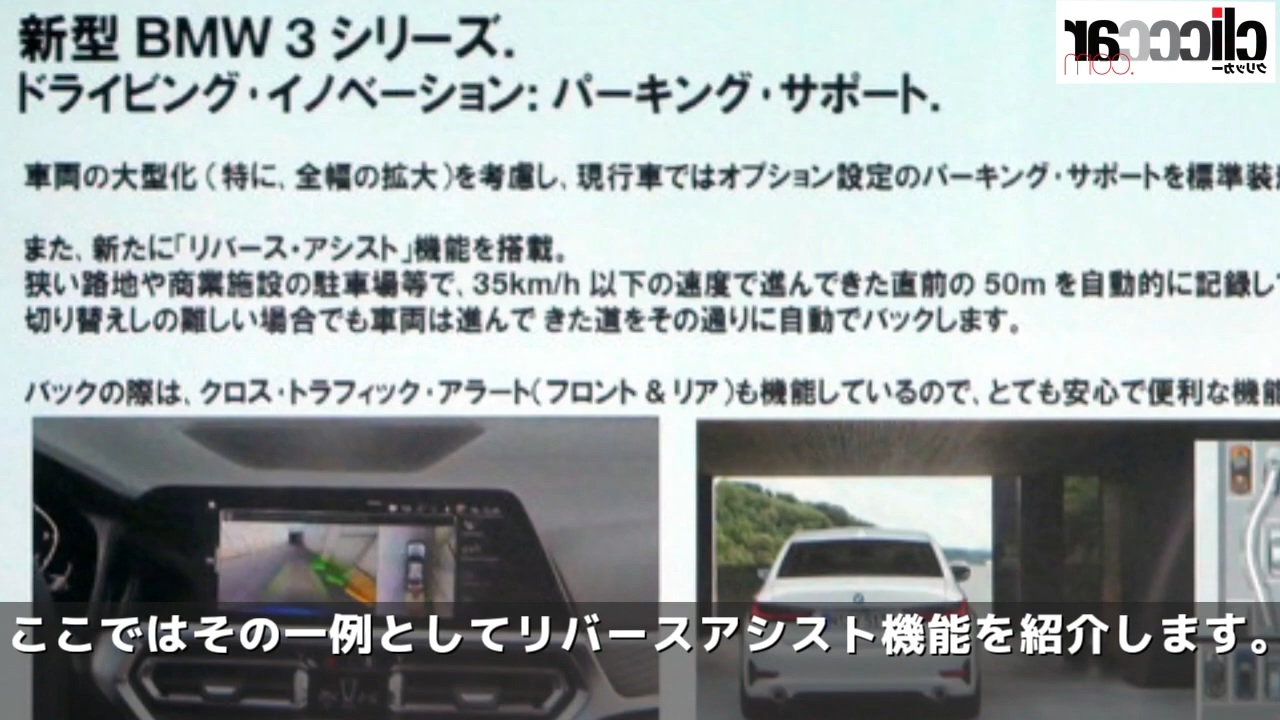 新型 BMW 3 シリーズ.
ドライビング・イノベーション: パーキング・サポート.
cliccar
クリッカー
.com
車両の大型化（特に、全幅の拡大）を考慮し、現行車ではオプション設定のパーキング・サポートを標準装
また、新たに「リバース・アシスト」機能を搭載。
狭い路地や商業施設の駐車場等で、35km/h 以下の速度で進んできた直前の 50m を自動的に記録し
切り替えしの難しい場合でも車両は進んで きた道をその通りに自動でバックします。
バックの際は、クロス・トラフィック・アラート（フロント & リア）も機能しているので、とても安心で便利な機能
ここではその一例としてリバースアシスト機能を紹介します。